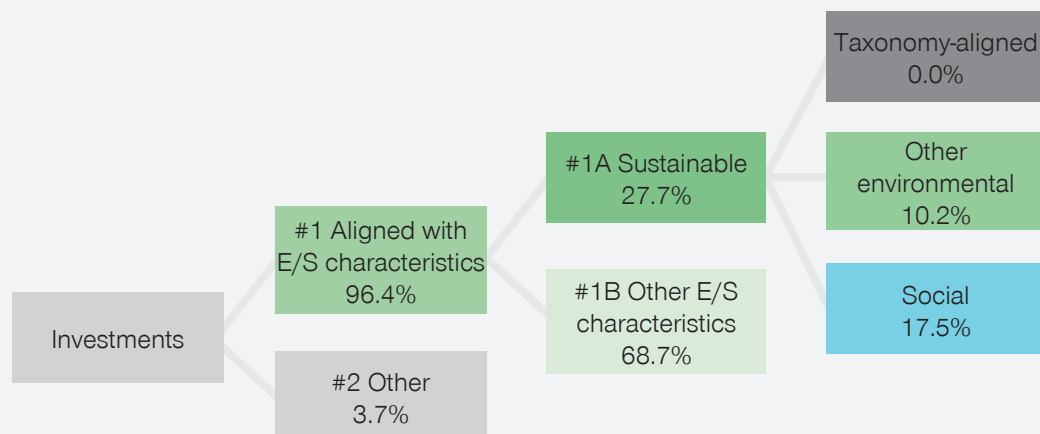 Investments
#1 Aligned with
E/S characteristics
96.4%
#2 Other
3.7%
#1A Sustainable
27.7%
#1B Other E/S
characteristics
68.7%
Taxonomy-aligned
0.0%
Other
environmental
10.2%
Social
17.5%